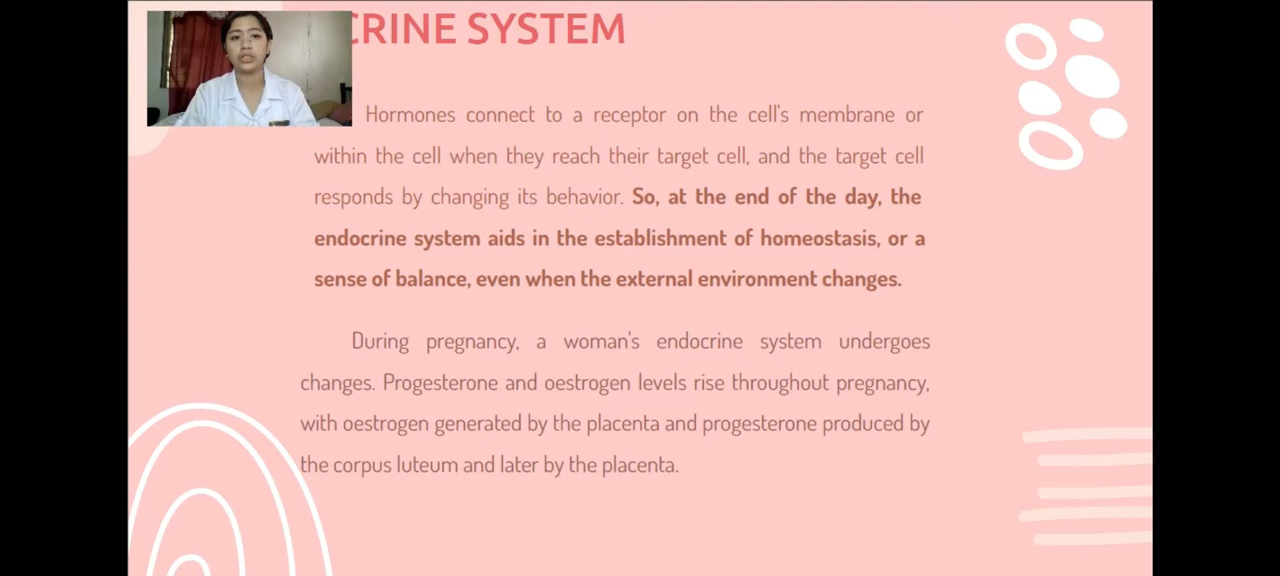 CRINE SYSTEM
Hormones connect to a receptor on the cell's membrane or
within the cell when they reach their target cell, and the target cell
responds by changing its behavior. So, at the end of the day, the
endocrine system aids in the establishment of homeostasis, or a
sense of balance, even when the external environment changes.
During pregnancy, a woman's endocrine system undergoes
changes. Progesterone and oestrogen levels rise throughout pregnancy,
with oestrogen generated by the placenta and progesterone produced by
the corpus luteum and later by the placenta.